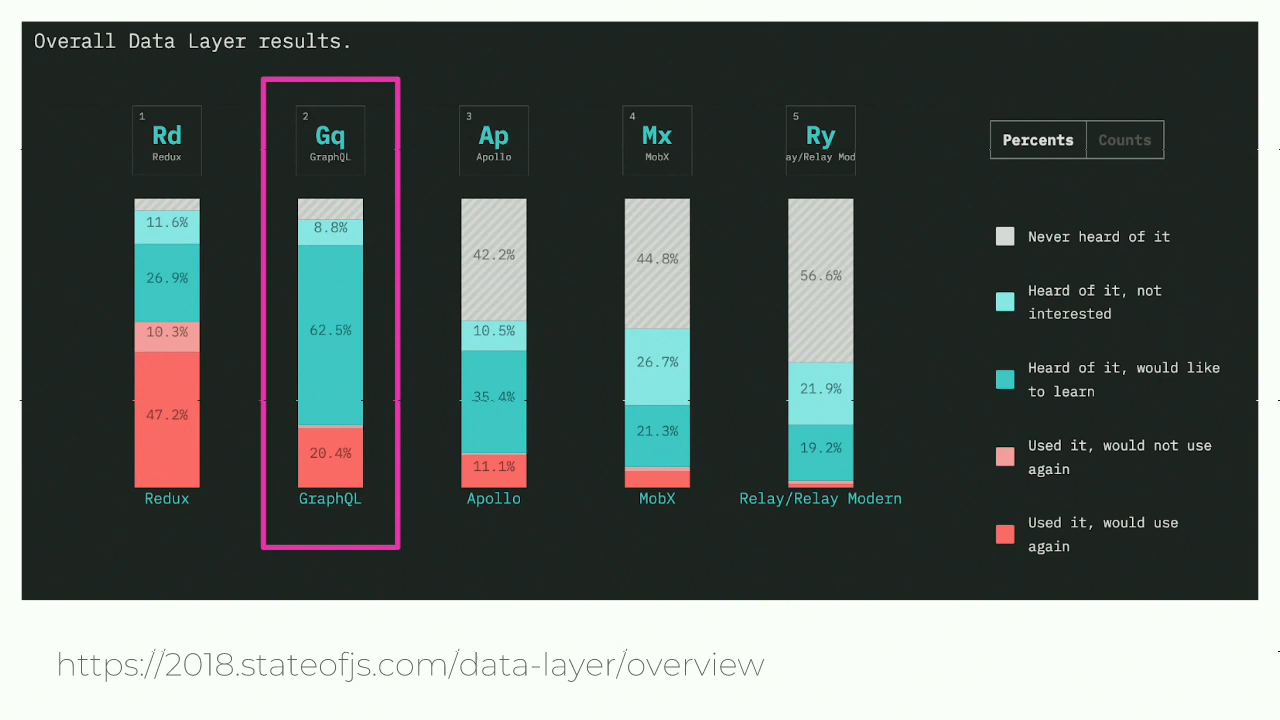 Overall Data Layer results.
1
Rd
Redux
2
Gq
GraphQL
3
Ap
Apollo
4
Mx
MobX
5
Ry
ay/Relay Mod
Percents
Counts
11.6%
26.9%
10.3%
47.2%
Redux
8.8%
62.5%
20.4%
GraphQL
42.2%
10.5%
35.4%
11.1%
Apollo
44.8%
26.7%
21.3%
MobX
56.6%
21.9%
19.2%
Relay/Relay Modern
Never heard of it
Heard of it, not
interested
Heard of it, would like
to learn
Used it, would not use
again
Used it, would use
again
https://2018.stateofjs.com/data-layer/overview